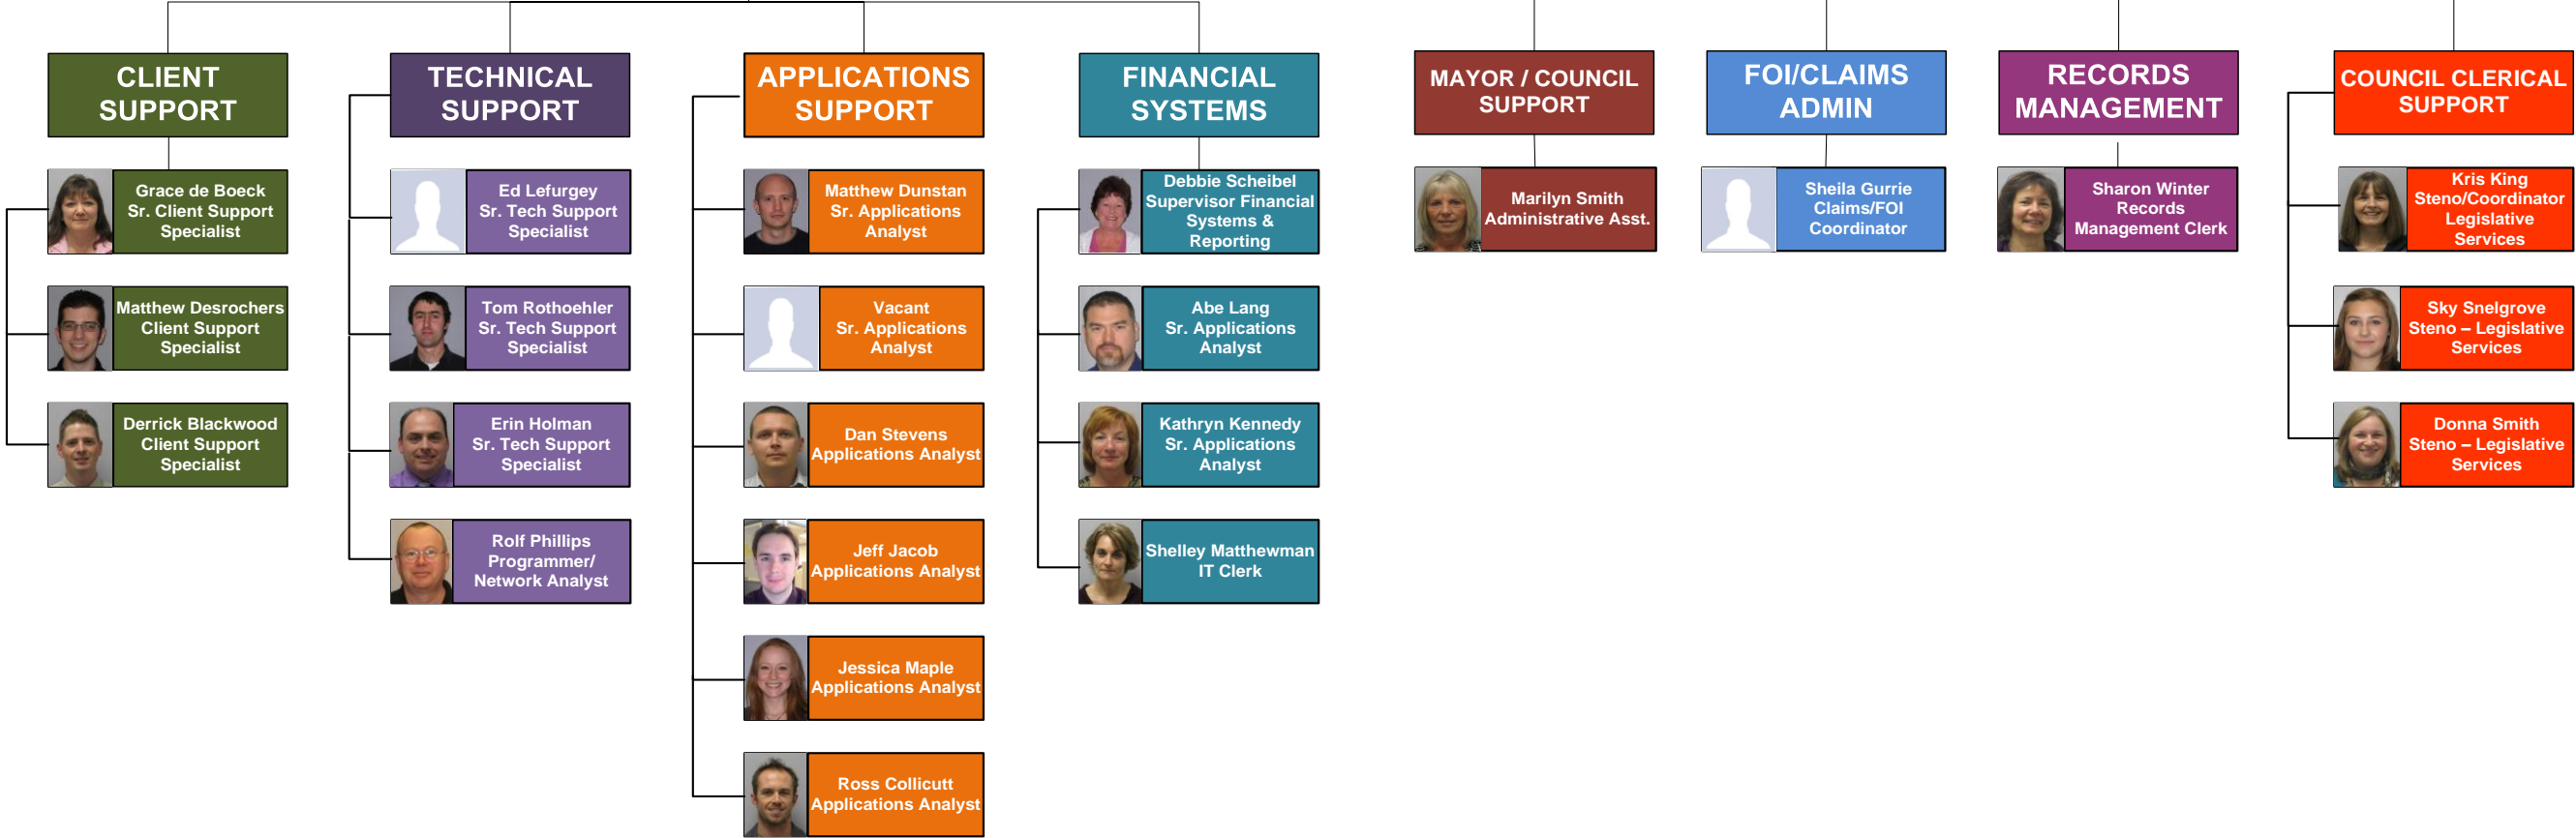 CLIENT
SUPPORT
Grace de Boeck
Sr. Client Support
Specialist
Matthew Desrochers
Client Support
Specialist
Derrick Blackwood
Client Support
Specialist
TECHNICAL
SUPPORT
Ed Lefurgey
Sr. Tech Support
Specialist
Tom Rothoehler
Sr. Tech Support
Specialist
Erin Holman
Sr. Tech Support
Specialist
Rolf Phillips
Programmer/
Network Analyst
APPLICATIONS
SUPPORT
Matthew Dunstan
Sr. Applications
Analyst
Vacant
Sr. Applications
Analyst
Dan Stevens
Applications Analyst
Jeff Jacob
Applications Analyst
Jessica Maple
Applications Analyst
Ross Collicutt
Applications Analyst
FINANCIAL
SYSTEMS
Debbie Scheibel
Supervisor Financial
Systems &
Reporting
Abe Lang
Sr. Applications
Analyst
Kathryn Kennedy
Sr. Applications
Analyst
Shelley Matthewman
IT Clerk
MAYOR / COUNCIL
SUPPORT
Marilyn Smith
Administrative Asst.
FOI/CLAIMS
ADMIN
Sheila Gurrie
Claims/FOI
Coordinator
RECORDS
MANAGEMENT
Sharon Winter
Records
Management Clerk
COUNCIL CLERICAL
SUPPORT
Kris King
Steno/Coordinator
Legislative
Services
Sky Snelgrove
Steno – Legislative
Services
Donna Smith
Steno – Legislative
Services